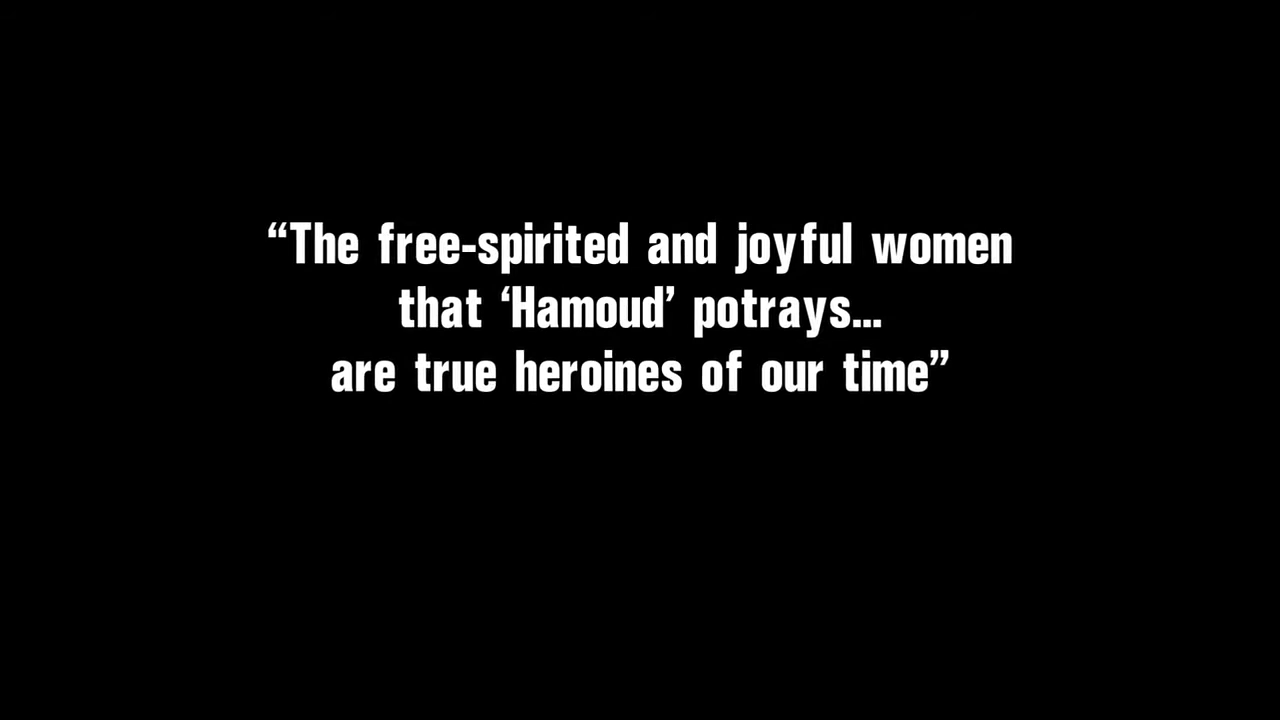 “The free-spirited and joyful women
that ‘Hamoud’ potrays...
are true heroines of our time”